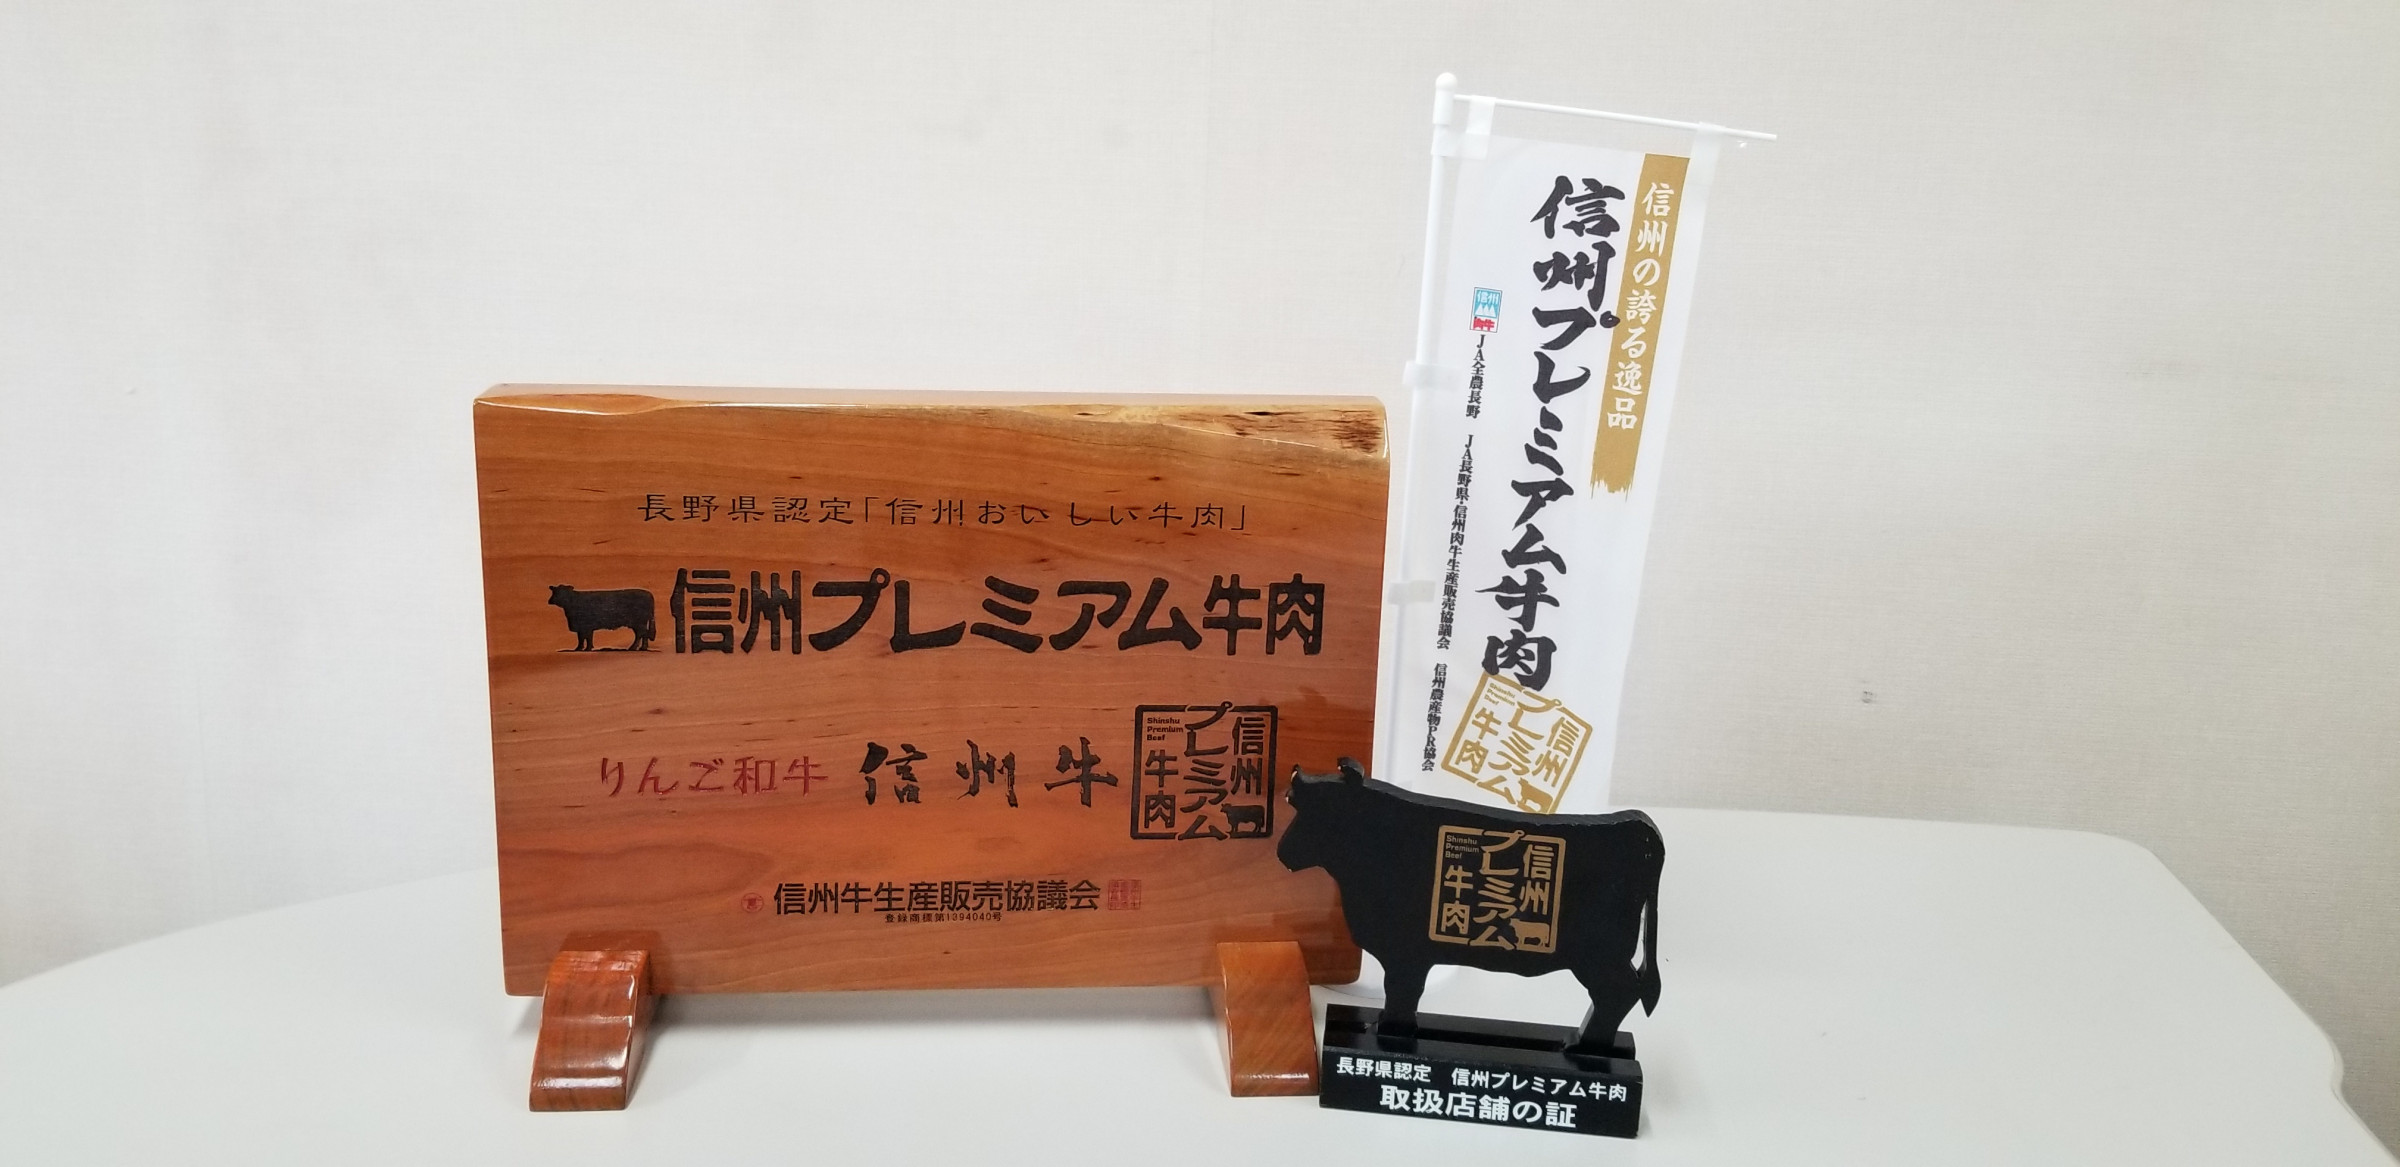 長野県認定「信州おいしい牛肉」
信州プレミアム牛肉
りんご和牛 信州牛
信州
プレミアム
牛肉
Shinshu
Premium
Beef
信州牛生産販売協議会
登録商標第1394040号
信州の誇る逸品
信州プレミアム牛肉
信州
JA全農長野 JA長野県・信州肉牛生産販売協議会 信州農産物PR協会
信州
プレミアム
牛肉
Shinshu
Premium
Beef
信州
プレミアム
牛肉
Shinshu
Premium
Beef
長野県認定 信州プレミアム牛肉
取扱店舗の証